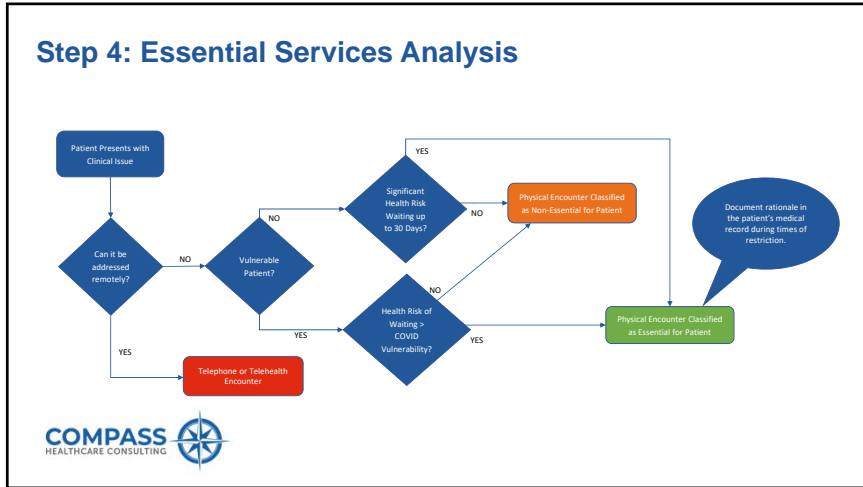 Step 4: Essential Services Analysis
Patient Presents with
Clinical Issue
Can it be
addressed
remotely?
NO
YES
Telephone or Telehealth
Encounter
Vulnerable
Patient?
NO
YES
Significant
Health Risk
Waiting up
to 30 Days?
YES
NO
Health Risk of
Waiting >
COVID
Vulnerability?
NO
YES
Physical Encounter Classified
as Non-Essential for Patient
Physical Encounter Classified
as Essential for Patient
Document rationale in
the patient's medical
record during times of
restriction.
COMPASS
HEALTHCARE CONSULTING